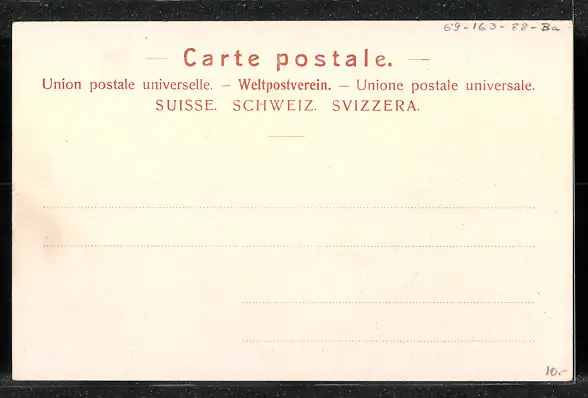 69-163-88-Ba
— Carte postale. —
Union postale universelle. — Weltpostverein. — Unione postale universale.
SUISSE. SCHWEIZ. SVIZZERA.
10.-